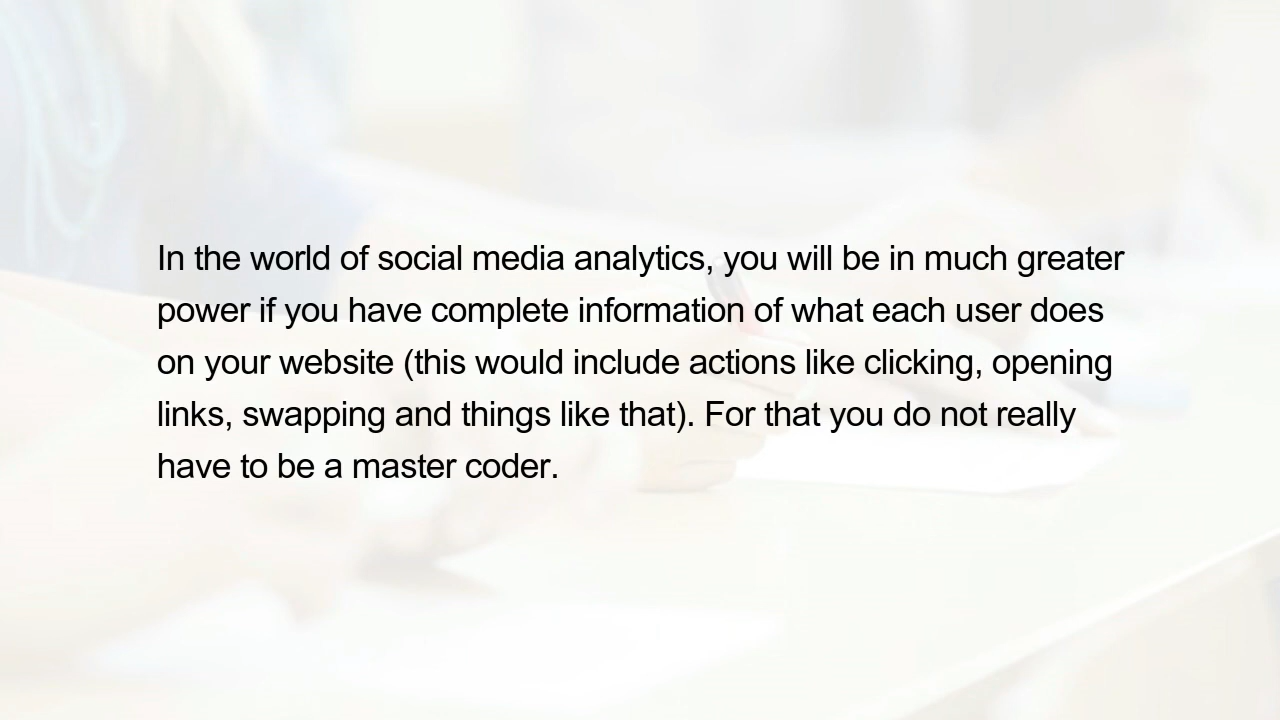 In the world of social media analytics, you will be in much greater
power if you have complete information of what each user does
on your website (this would include actions like clicking, opening
links, swapping and things like that). For that you do not really
have to be a master coder.